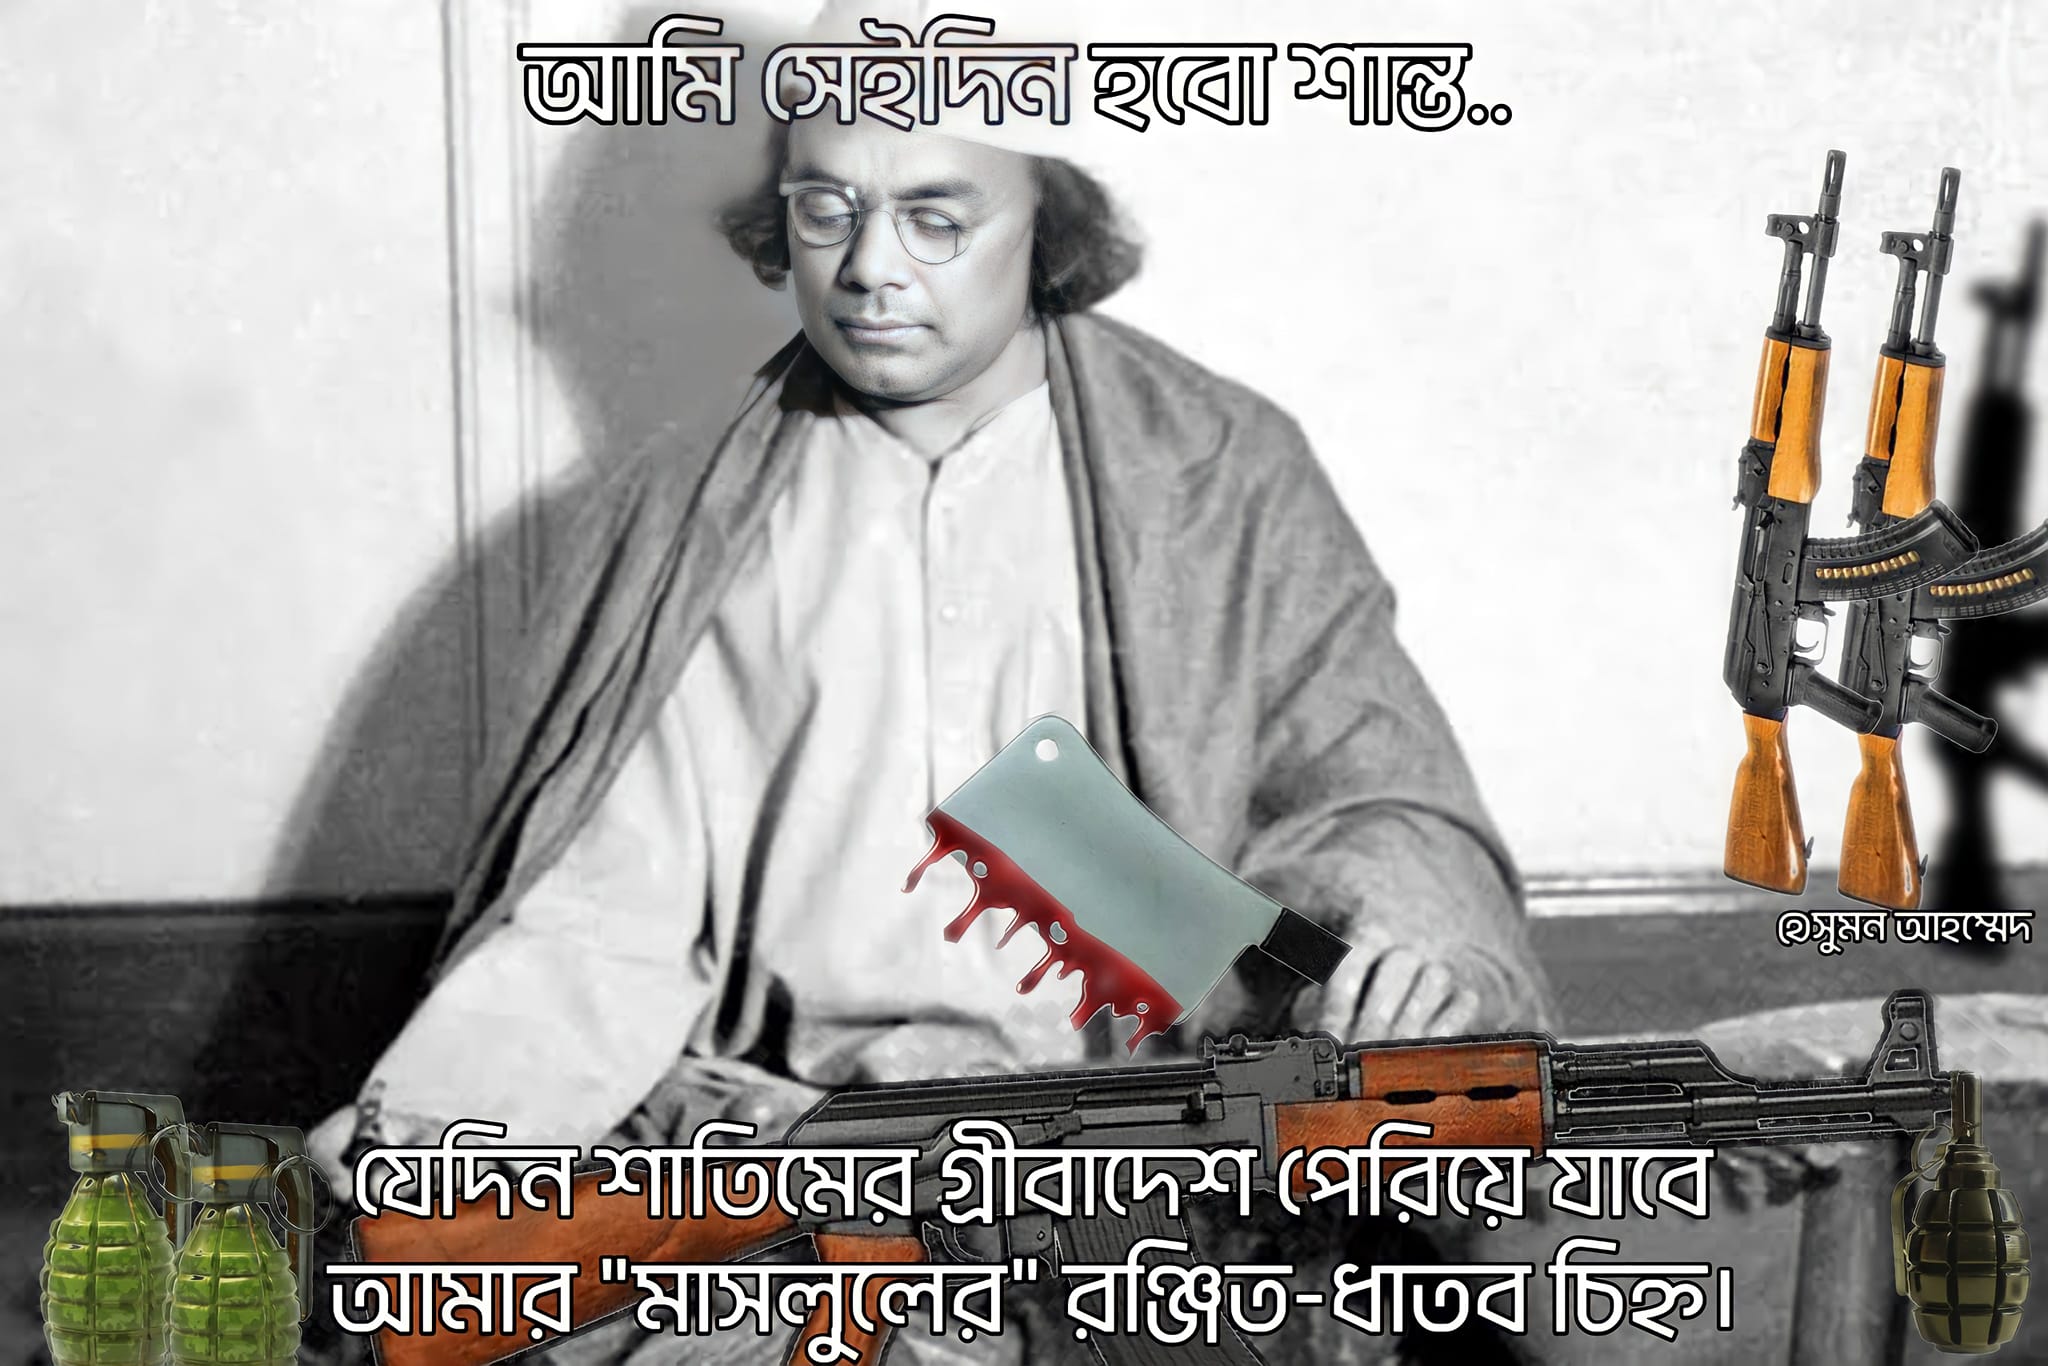 আমি সেইদিন হবো শান্ত..
©সুমন আহম্মেদ
যেদিন শাতিমের গ্রীবাদেশ পেরিয়ে যাবে
আমার "মাসলুলের" রঞ্জিত-ধাতব চিহ্ন।